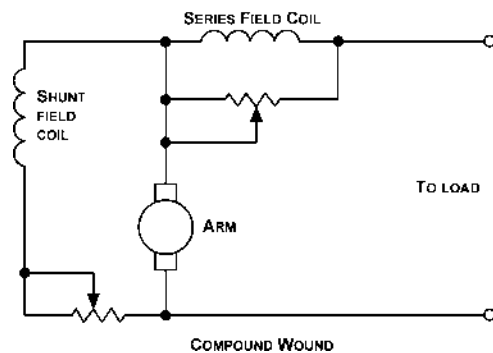 SERIES FIELD COIL
SHUNT
FIELD
COIL
TO LOAD
ARM
COMPOUND WOUND